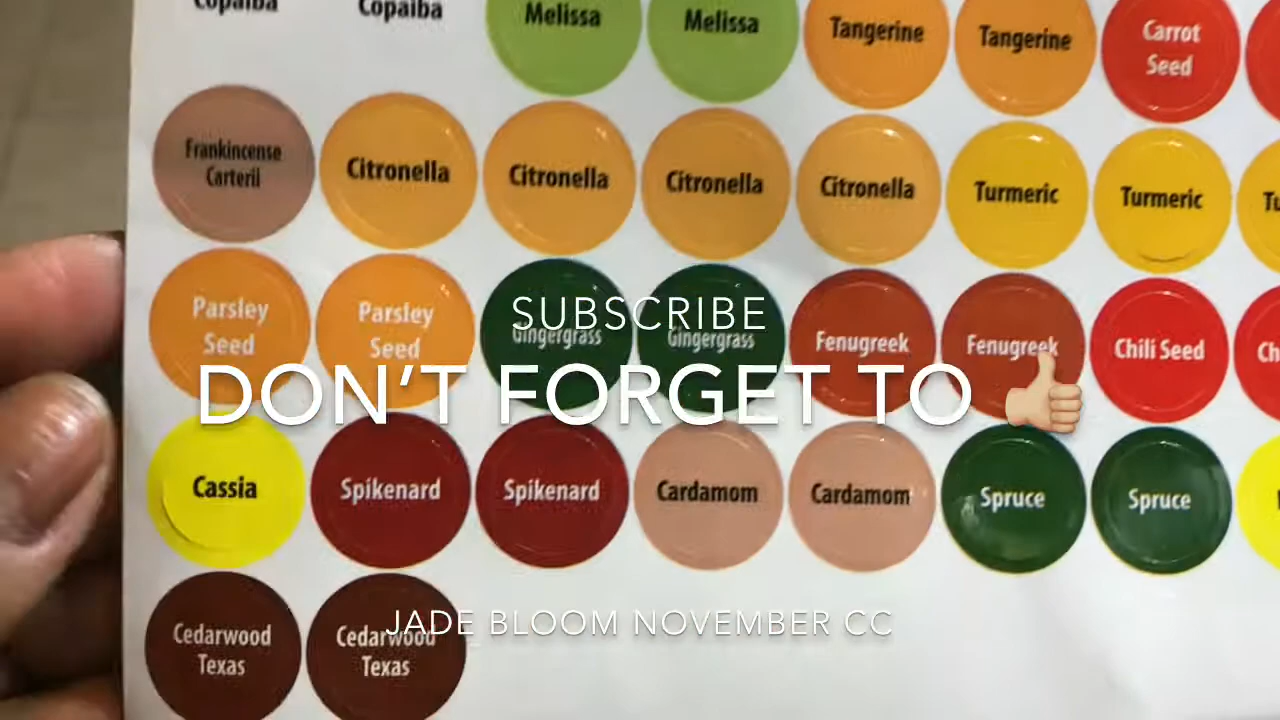 Copaiba Copaiba Melissa Melissa Tangerine Tangerine Carrot
Seed
Frankincense
Carterii Citronella Citronella Citronella Citronella Turmeric Turmeric
Parsley
Seed
Parsley
Seed
Gingergrass Gingergrass Fenugreek Fenugreek Chili Seed
SUBSCRIBE
DON'T FORGET TO 👍🏼
Cassia Spikenard Spikenard Cardamom Cardamom Spruce Spruce
Cedarwood
Texas
Cedarwood
Texas
JADE BLOOM NOVEMBER CC